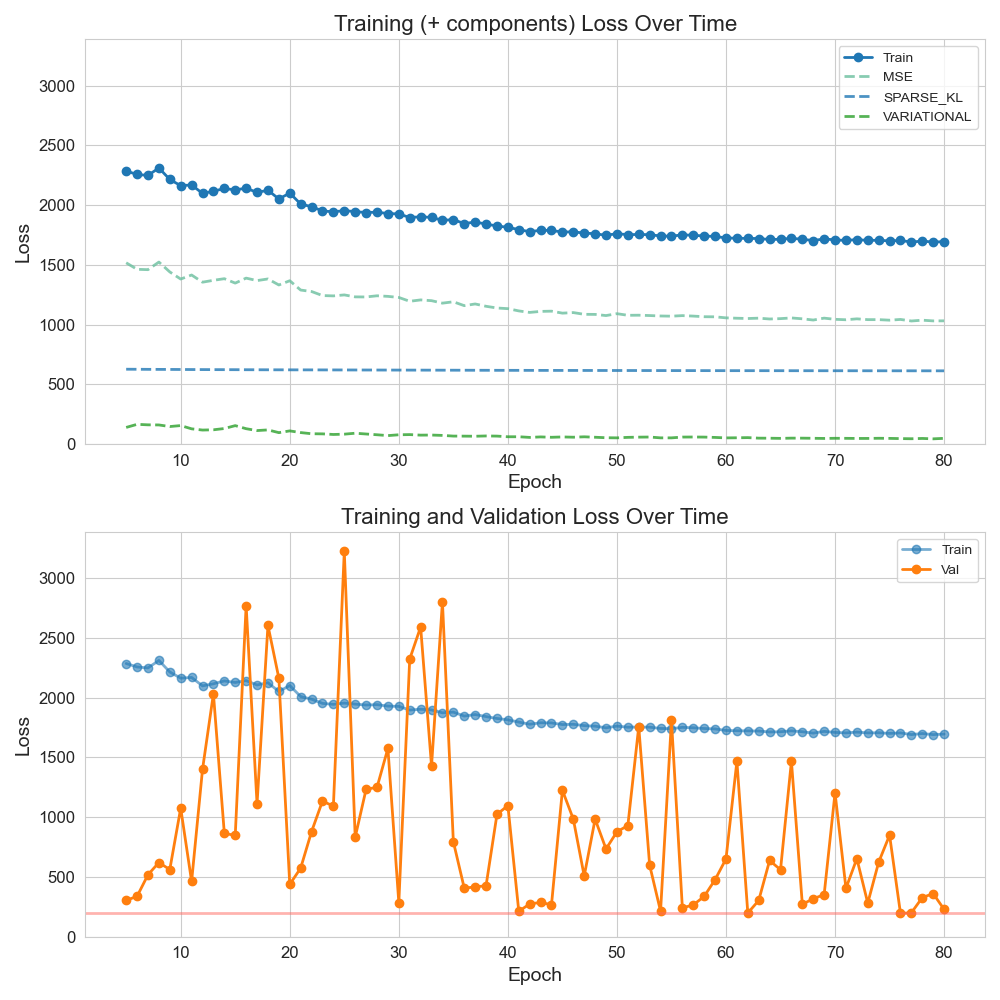 Training (+ components) Loss Over Time
Loss
3000
2500
2000
1500
1000
500
0
Train
MSE
SPARSE_KL
VARIATIONAL
10 20 30 40 50 60 70 80
Epoch
Training and Validation Loss Over Time
Loss
3000
2500
2000
1500
1000
500
0
Train
Val
10 20 30 40 50 60 70 80
Epoch